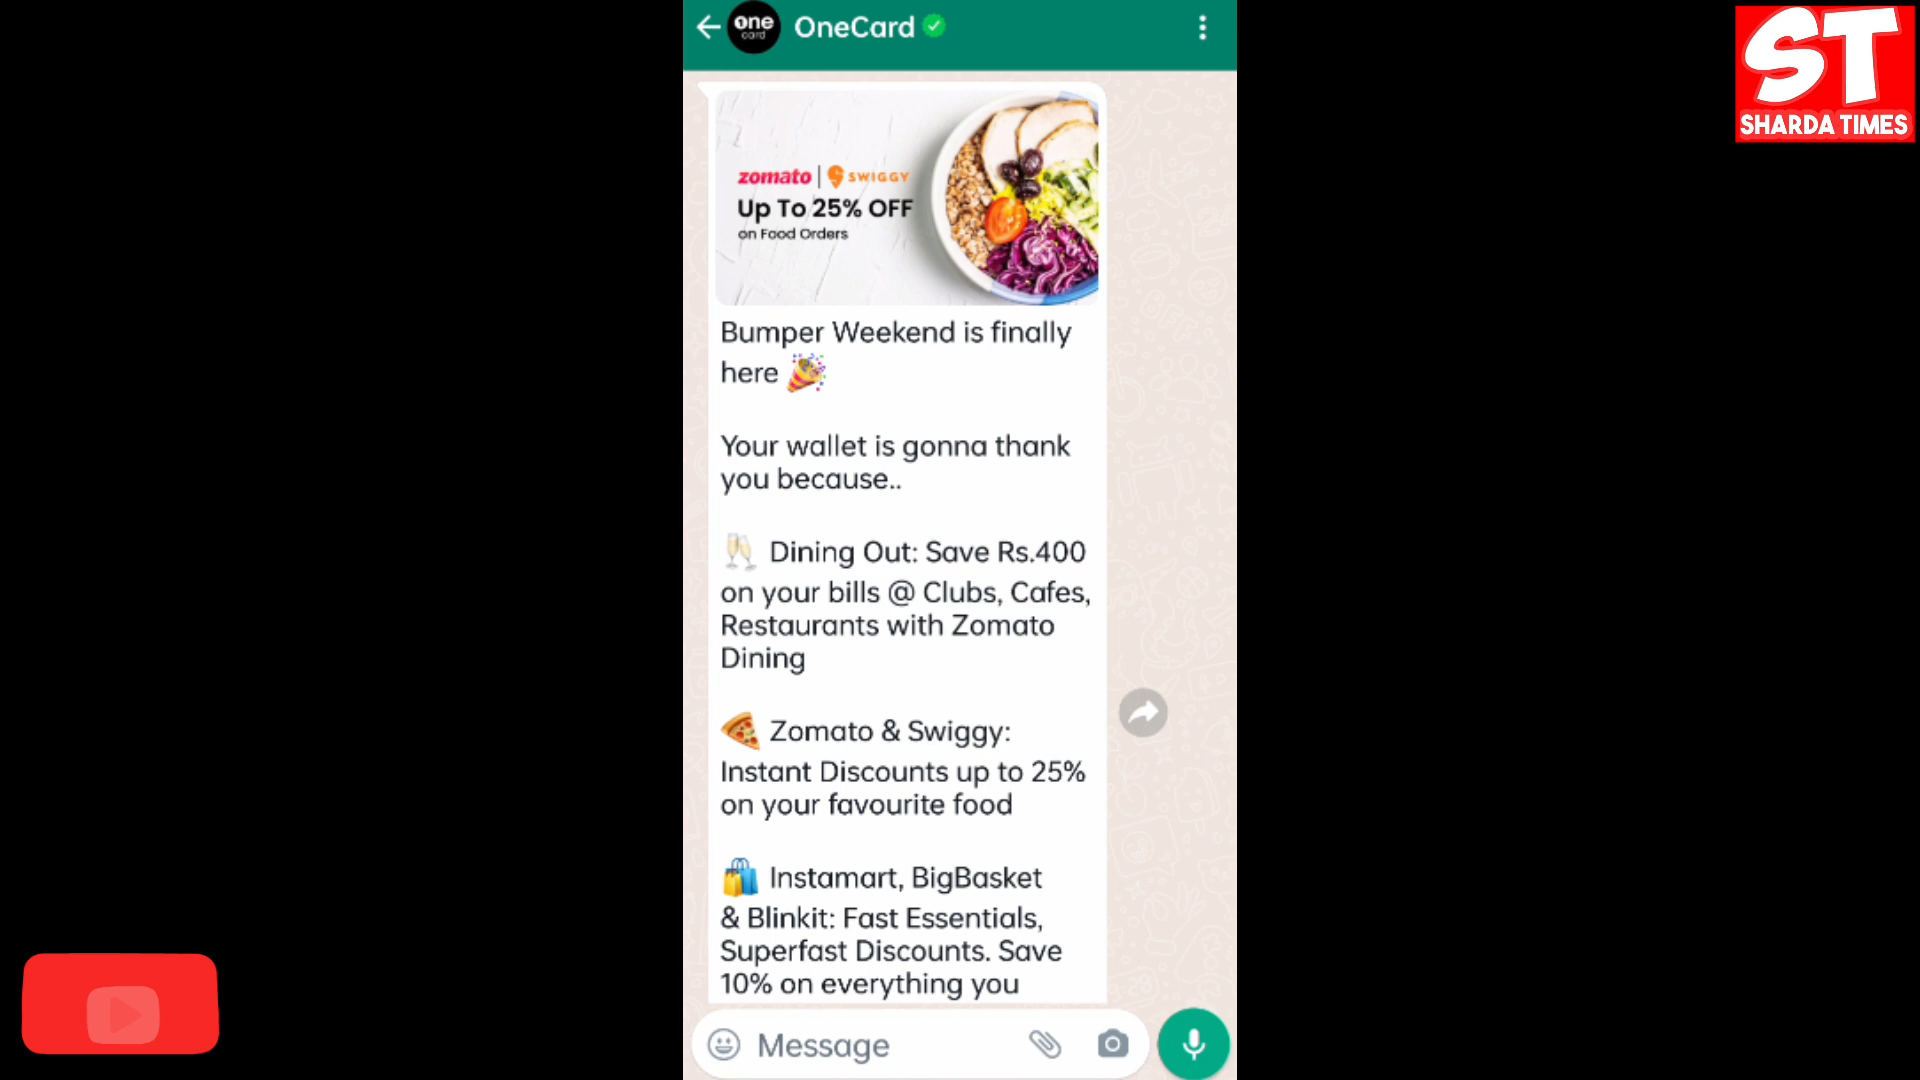 one
card
OneCard
ST
SHARDA TIMES
zomato | SWIGGY
Up To 25% OFF
on Food Orders
Bumper Weekend is finally
here 🎉
Your wallet is gonna thank
you because..
🥂 Dining Out: Save Rs.400
on your bills @ Clubs, Cafes,
Restaurants with Zomato
Dining
🍕 Zomato & Swiggy:
Instant Discounts up to 25%
on your favourite food
🛍️ Instamart, BigBasket
& Blinkit: Fast Essentials,
Superfast Discounts. Save
10% on everything you
Message